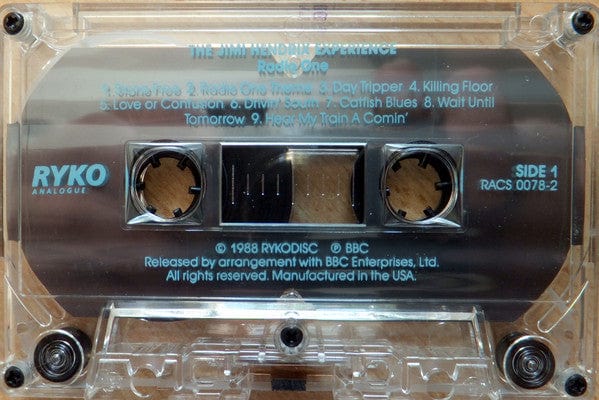 THE JIMI HENDRIX EXPERIENCE
Radio One
1. Stone Free 2. Radio One Theme 3. Day Tripper 4. Killing Floor
5. Love or Confusion 6. Drivin' South 7. Catfish Blues 8. Wait Until
Tomorrow 9. Hear My Train A Comin'
RYKO
ANALOGUE
SIDE 1
RACS 0078-2
© 1988 RYKODISC ℗ BBC
Released by arrangement with BBC Enterprises, Ltd.
All rights reserved. Manufactured in the USA.